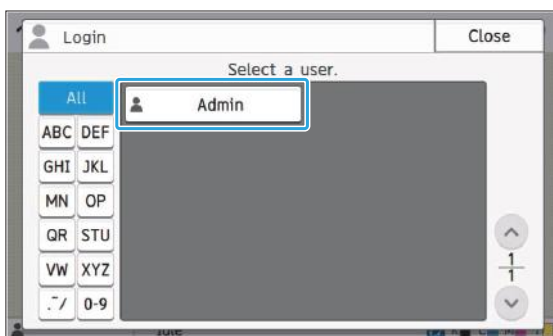 Login
Close
Select a user.
All
Admin
ABC DEF
GHI JKL
MN OP
QR STU
VW XYZ
.~/ 0-9
1
1
Idle